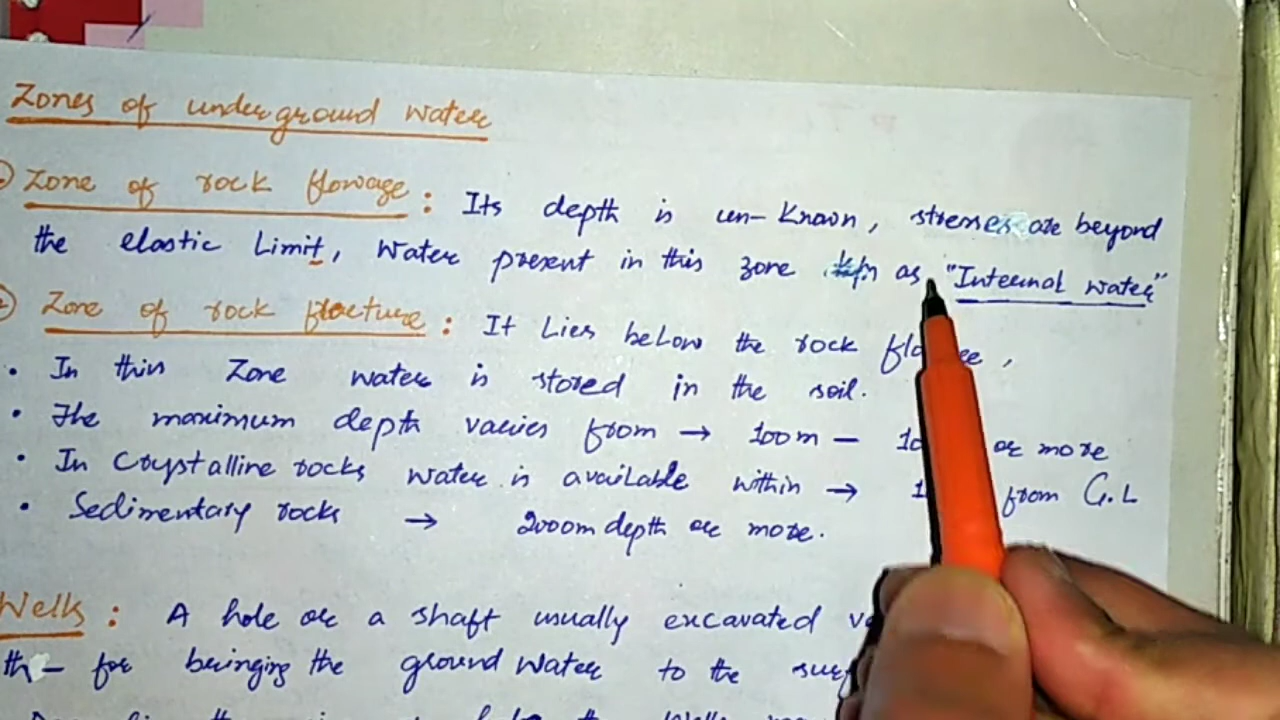 Zones of underground water
Zone of rock flowage : Its depth is un-known, stresses are beyond
the elastic Limit, water present in this zone as "Internal water"
Zone of rock fracture : It Lies below the rock
• In this Zone water is stored in the soil.
• The maximum depth varies from → 100m – or more
• In Crystalline rocks water is available within → from G.L
• Sedimentary rocks → 2000m depth or more.
Wells : A hole or a shaft usually excavated
th – for bringing the ground water to the